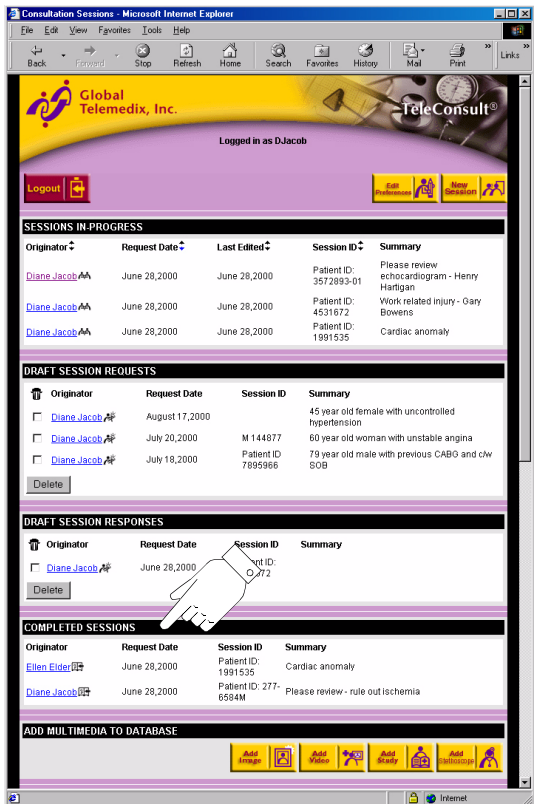 Consultation Sessions - Microsoft Internet Explorer
File Edit View Favorites Tools Help
Back Forward Stop Refresh Home Search Favorites History Mail Print » Links »
Global
Telemedix, Inc.
TeleConsult®
Logged in as DJacob
Logout Edit Preferences New Session
SESSIONS IN-PROGRESS
Originator Request Date Last Edited Session ID Summary
Diane Jacob June 28,2000 June 28,2000 Patient ID: 3572893-01 Please review echocardiogram - Henry Hartigan
Diane Jacob June 28,2000 June 28,2000 Patient ID: 4531672 Work related injury - Gary Bowens
Diane Jacob June 28,2000 June 28,2000 Patient ID: 1991535 Cardiac anomaly
DRAFT SESSION REQUESTS
Originator Request Date Session ID Summary
Diane Jacob August 17,2000 45 year old female with uncontrolled hypertension
Diane Jacob July 20,2000 M 144877 60 year old woman with unstable angina
Diane Jacob July 18,2000 Patient ID 7895966 79 year old male with previous CABG and c/w SOB
Delete
DRAFT SESSION RESPONSES
Originator Request Date Session ID Summary
Diane Jacob June 28,2000 ID:
Delete
COMPLETED SESSIONS
Originator Request Date Session ID Summary
Ellen Elder June 28,2000 Patient ID: 1991535 Cardiac anomaly
Diane Jacob June 28,2000 Patient ID: 277-6584M Please review - rule out ischemia
ADD MULTIMEDIA TO DATABASE
Add Image Add Video Add Study Add Stethoscope
Internet